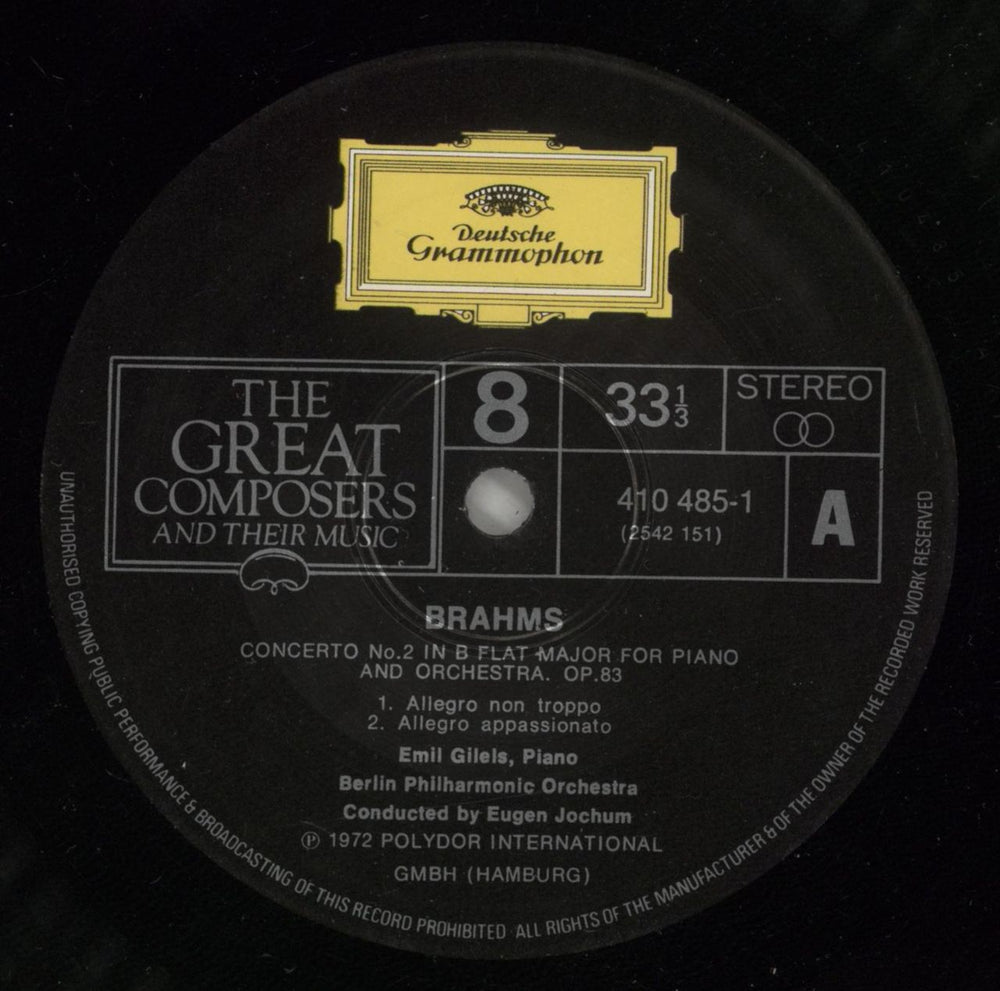 Deutsche
Grammophon
THE
GREAT
COMPOSERS
AND THEIR MUSIC
8
33⅓
STEREO
410 485-1
(2542 151)
A
BRAHMS
CONCERTO No.2 IN B FLAT MAJOR FOR PIANO
AND ORCHESTRA. OP.83
1. Allegro non troppo
2. Allegro appassionato
Emil Gilels, Piano
Berlin Philharmonic Orchestra
Conducted by Eugen Jochum
℗ 1972 POLYDOR INTERNATIONAL
GMBH (HAMBURG)
UNAUTHORISED COPYING PUBLIC PERFORMANCE & BROADCASTING OF THIS RECORD PROHIBITED ALL RIGHTS OF THE MANUFACTURER & OF THE OWNER OF THE RECORDED WORK RESERVED